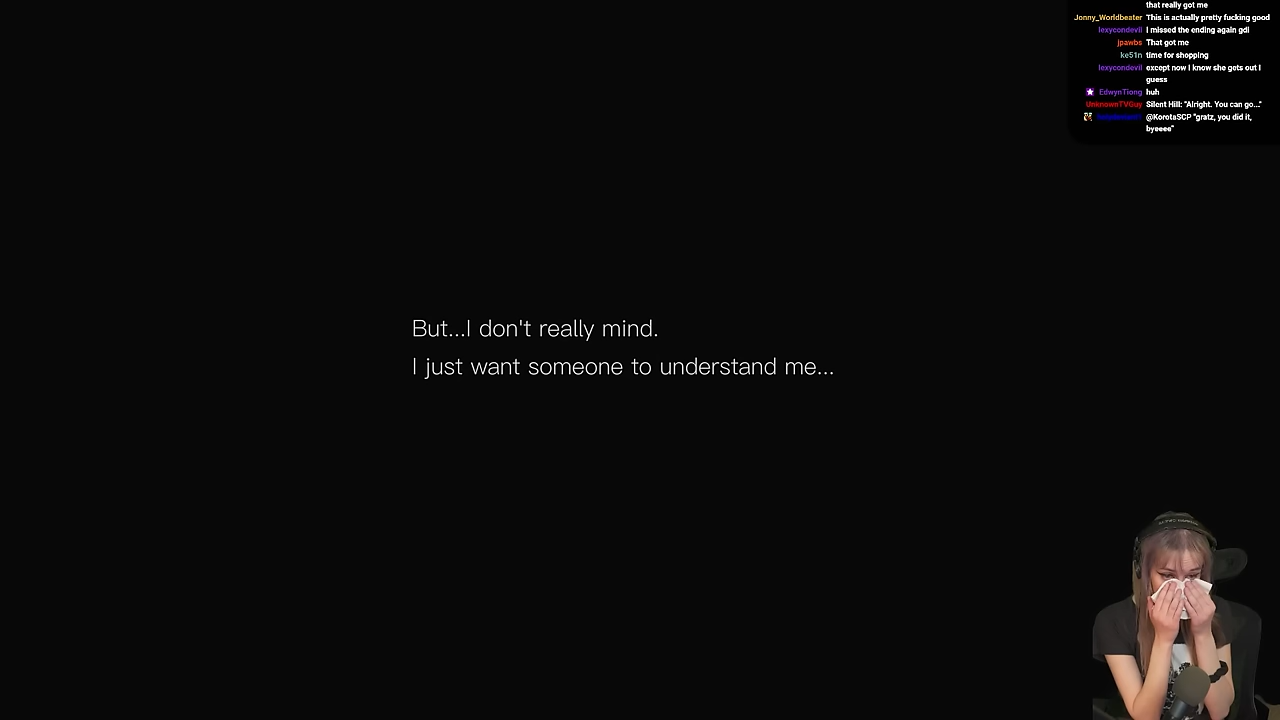 that really got me
Jonny_Worldbeater This is actually pretty fucking good
lexycondevil I missed the ending again gdi
jpawbs That got me
ke51n time for shopping
lexycondevil except now I know she gets out I
guess
EdwynTiong huh
UnknownTVGuy Silent Hill: "Alright. You can go..."
@KorotaSCP "gratz, you did it,
byeeee"
But...I don't really mind.
I just want someone to understand me...